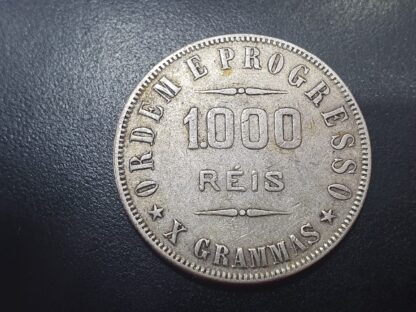 ORDEM E PROGRESSO
1.000
RÉIS
X GRAMMAS